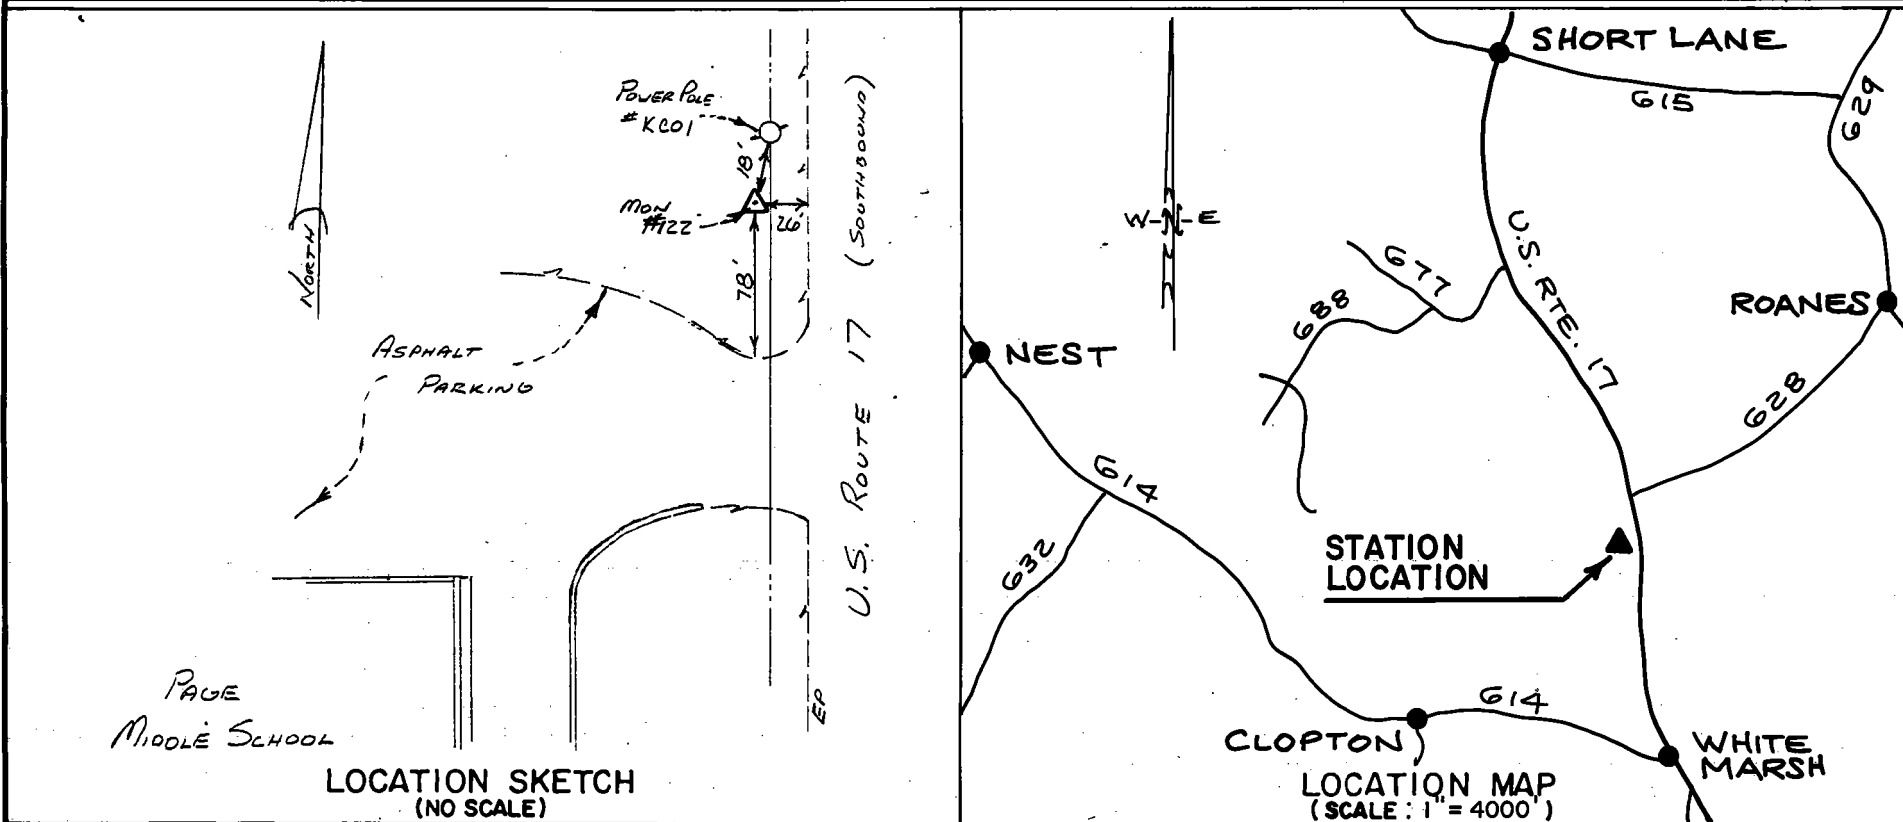 POWER POLE
#KC01
18'
MON
#122
26'
78'
NORTH
ASPHALT
PARKING
U.S. ROUTE 17 (SOUTHBOUND)
EP
PAGE
MIDDLE SCHOOL
LOCATION SKETCH
(NO SCALE)
SHORT LANE
615
629
W-N-E
U.S. RTE. 17
677
688
ROANES
NEST
628
614
632
STATION
LOCATION
614
CLOPTON
WHITE
MARSH
LOCATION MAP
(SCALE: 1" = 4000')